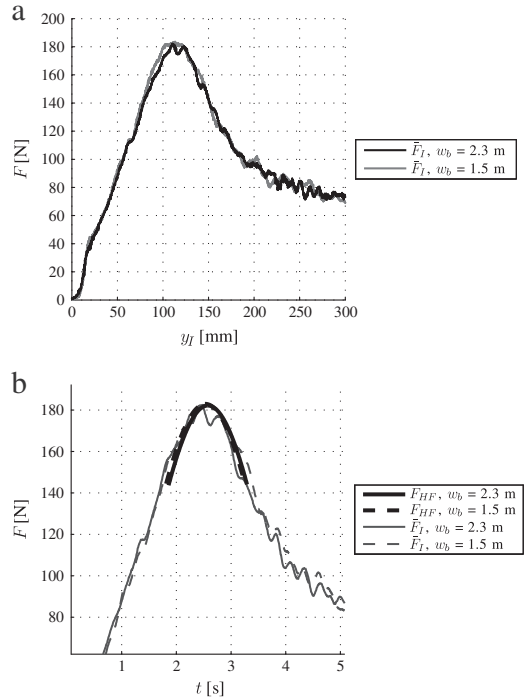 a
200
180
160
140
120
100
80
60
40
20
0
F [N]
0 50 100 150 200 250 300
y_I [mm]
F̄_I, w_b = 2.3 m
F̄_I, w_b = 1.5 m
b
180
160
140
120
100
80
F [N]
1 2 3 4 5
t [s]
F_HF, w_b = 2.3 m
F_HF, w_b = 1.5 m
F̄_I, w_b = 2.3 m
F̄_I, w_b = 1.5 m